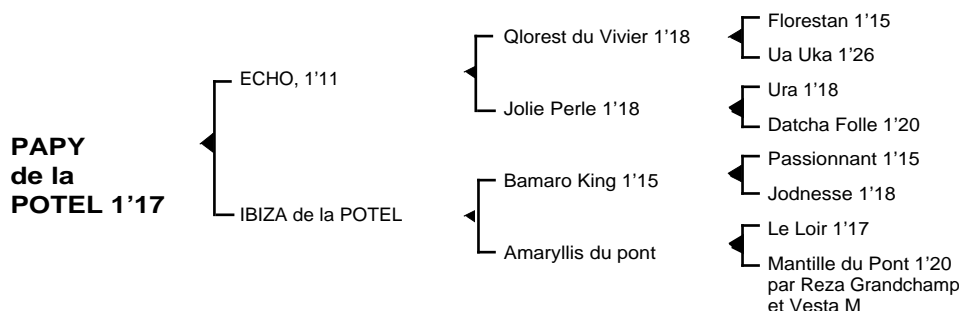 PAPY
de la
POTEL 1’17
ECHO, 1’11
IBIZA de la POTEL
Qlorest du Vivier 1’18
Jolie Perle 1’18
Bamaro King 1’15
Amaryllis du pont
Florestan 1’15
Ua Uka 1’26
Ura 1’18
Datcha Folle 1’20
Passionnant 1’15
Jodnesse 1’18
Le Loir 1’17
Mantille du Pont 1’20
par Reza Grandchamp
et Vesta M